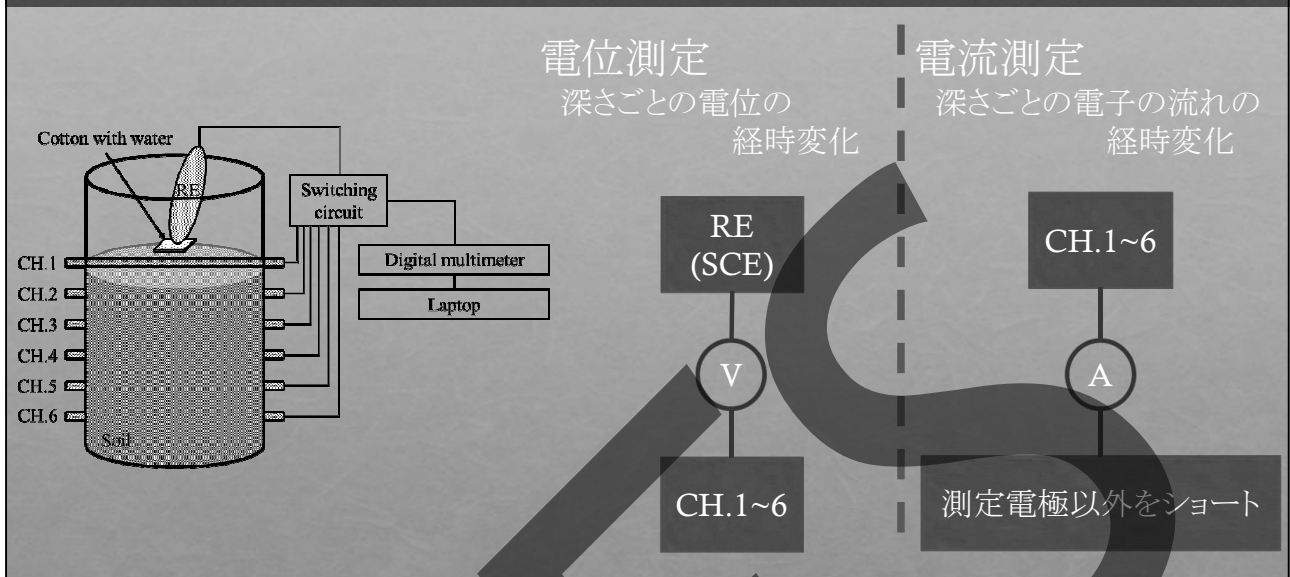 電位測定
深さごとの電位の
経時変化
電流測定
深さごとの電子の流れの
経時変化
Cotton with water
RE
Switching
circuit
Digital multimeter
Laptop
CH.1
CH.2
CH.3
CH.4
CH.5
CH.6
Soil
RE
(SCE)
V
CH.1~6
CH.1~6
A
測定電極以外をショート